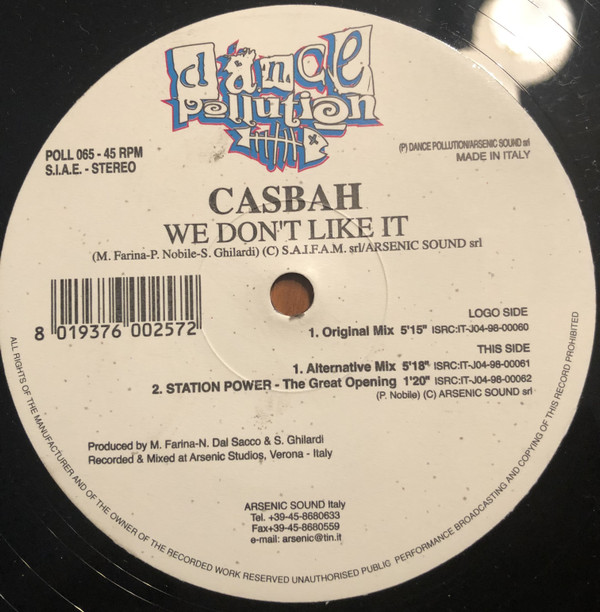 dance
pollution
POLL 065 - 45 RPM
S.I.A.E. - STEREO
(P) DANCE POLLUTION/ARSENIC SOUND srl
MADE IN ITALY
CASBAH
WE DON'T LIKE IT
(M. Farina-P. Nobile-S. Ghilardi) (C) S.A.I.F.A.M. srl/ARSENIC SOUND srl
8 019376 002572
LOGO SIDE
1. Original Mix 5'15" ISRC:IT-J04-98-00060
THIS SIDE
1. Alternative Mix 5'18" ISRC:IT-J04-98-00061
2. STATION POWER - The Great Opening 1'20" ISRC:IT-J04-98-00062
(P. Nobile) (C) ARSENIC SOUND srl
Produced by M. Farina-N. Dal Sacco & S. Ghilardi
Recorded & Mixed at Arsenic Studios, Verona - Italy
ARSENIC SOUND Italy
Tel. +39-45-8680633
Fax+39-45-8680559
e-mail: arsenic@tin.it
ALL RIGHTS OF THE MANUFACTURER AND OF THE OWNER OF THE RECORDED WORK RESERVED UNAUTHORISED PUBLIG PERFORMANCE BROADCASTING AND COPYING OF THIS RECORD PROHIBITED